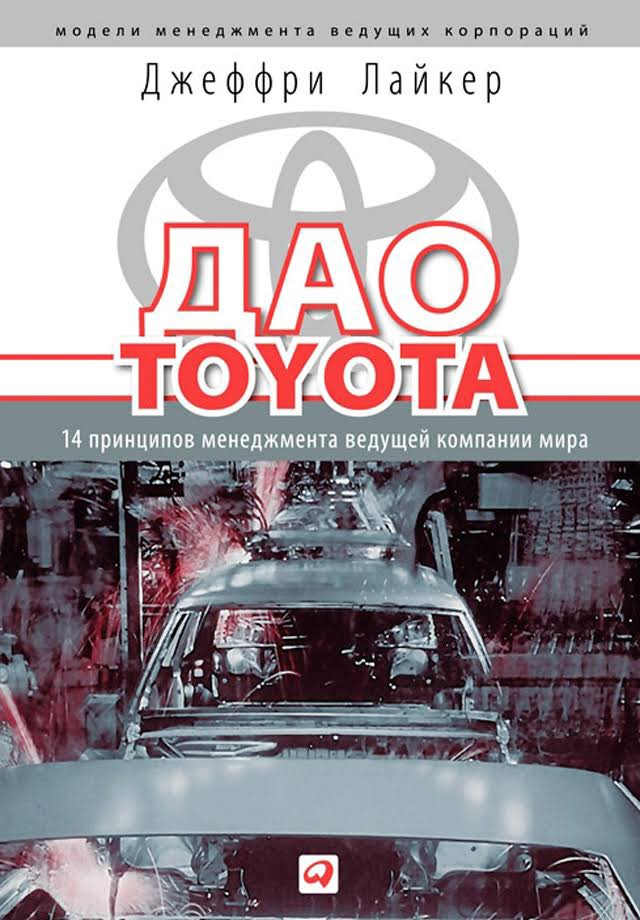 модели менеджмента ведущих корпораций
Джеффри Лайкер
ДАО
TOYOTA
14 принципов менеджмента ведущей компании мира